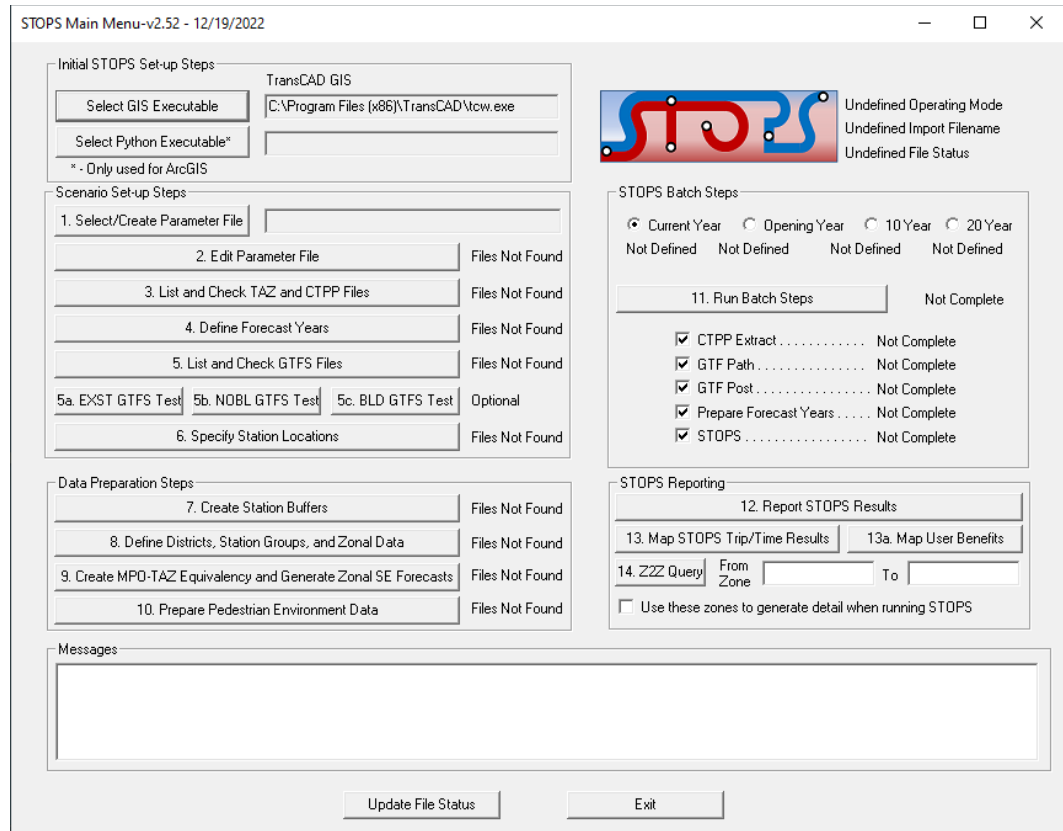 STOPS Main Menu-v2.52 - 12/19/2022
Initial STOPS Set-up Steps
TransCAD GIS
Select GIS Executable
C:\Program Files (x86)\TransCAD\tcw.exe
Select Python Executable*
* - Only used for ArcGIS
STOPS
Undefined Operating Mode
Undefined Import Filename
Undefined File Status
Scenario Set-up Steps
1. Select/Create Parameter File
2. Edit Parameter File Files Not Found
3. List and Check TAZ and CTPP Files Files Not Found
4. Define Forecast Years Files Not Found
5. List and Check GTFS Files Files Not Found
5a. EXST GTFS Test 5b. NOBL GTFS Test 5c. BLD GTFS Test Optional
6. Specify Station Locations Files Not Found
STOPS Batch Steps
Current Year Opening Year 10 Year 20 Year
Not Defined Not Defined Not Defined Not Defined
11. Run Batch Steps Not Complete
CTPP Extract . . . . . . . . . . . . Not Complete
GTF Path . . . . . . . . . . . . . . . Not Complete
GTF Post . . . . . . . . . . . . . . . Not Complete
Prepare Forecast Years . . . . . Not Complete
STOPS . . . . . . . . . . . . . . . . . Not Complete
Data Preparation Steps
7. Create Station Buffers Files Not Found
8. Define Districts, Station Groups, and Zonal Data Files Not Found
9. Create MPO-TAZ Equivalency and Generate Zonal SE Forecasts Files Not Found
10. Prepare Pedestrian Environment Data Files Not Found
STOPS Reporting
12. Report STOPS Results
13. Map STOPS Trip/Time Results 13a. Map User Benefits
14. Z2Z Query From Zone To
Use these zones to generate detail when running STOPS
Messages
Update File Status Exit